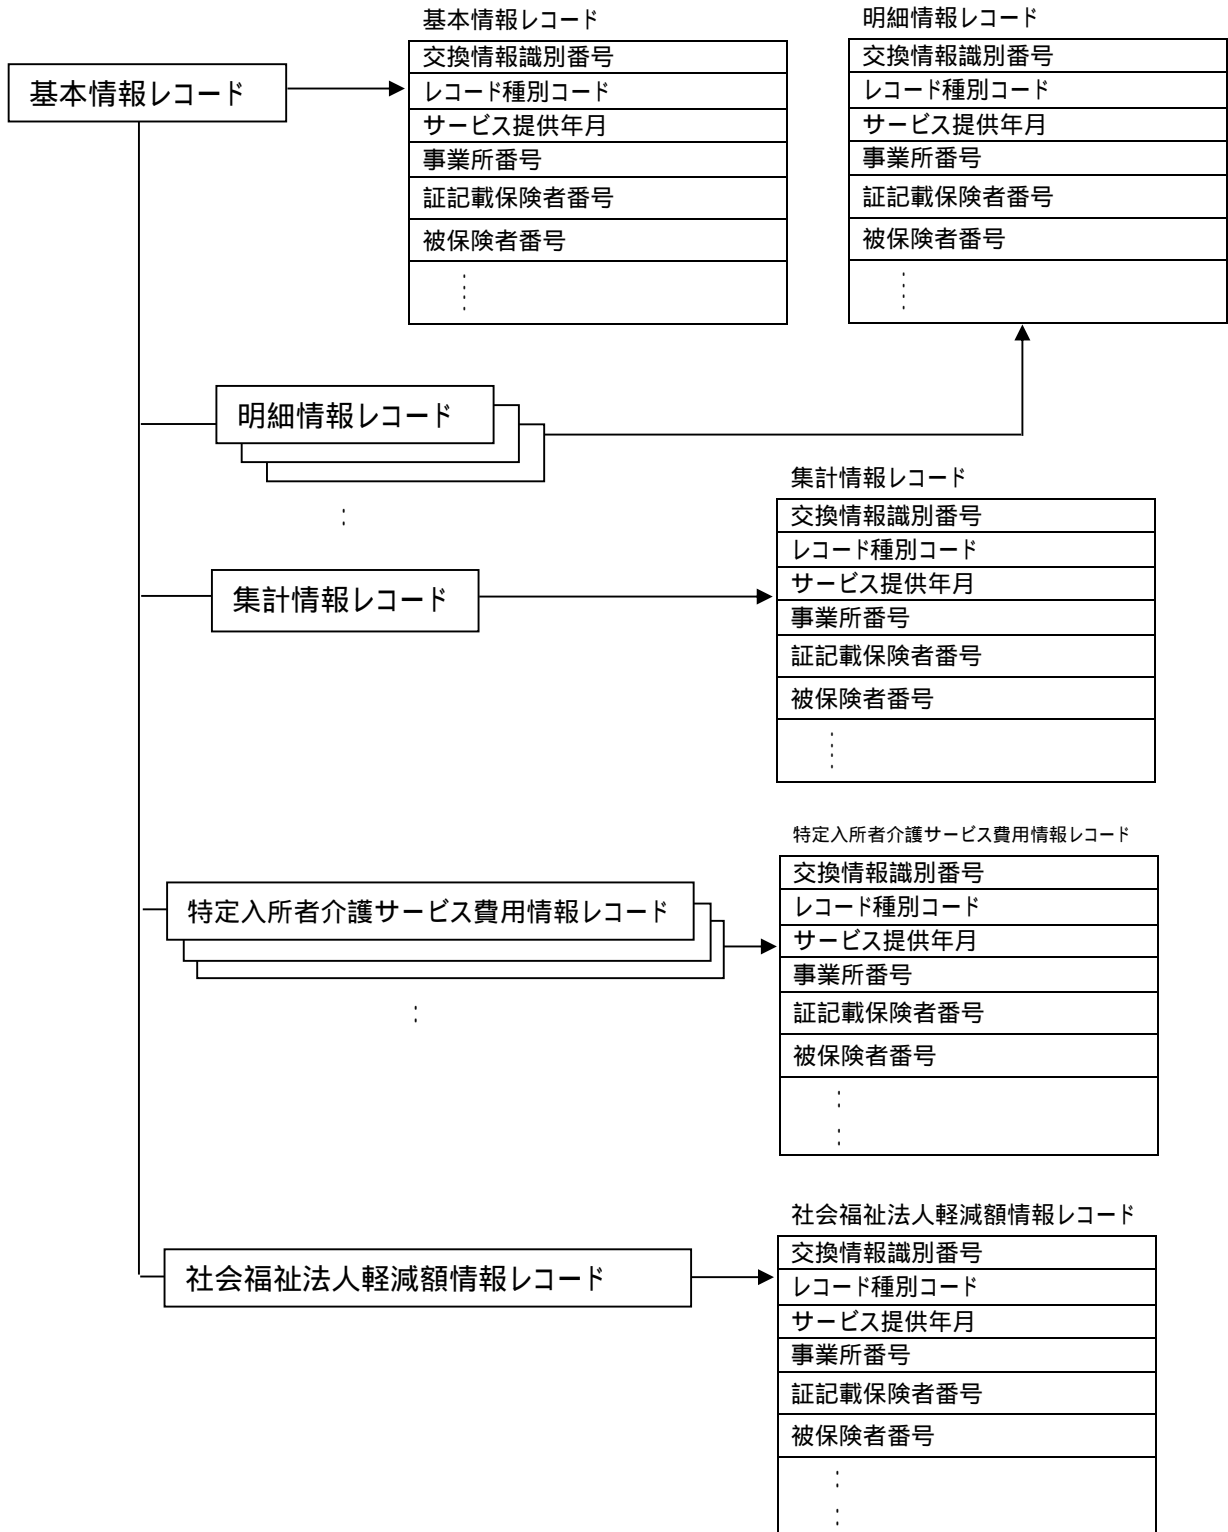 基本情報レコード
基本情報レコード
交換情報識別番号
レコード種別コード
サービス提供年月
事業所番号
証記載保険者番号
被保険者番号
明細情報レコード
交換情報識別番号
レコード種別コード
サービス提供年月
事業所番号
証記載保険者番号
被保険者番号
明細情報レコード
集計情報レコード
集計情報レコード
交換情報識別番号
レコード種別コード
サービス提供年月
事業所番号
証記載保険者番号
被保険者番号
特定入所者介護サービス費用情報レコード
特定入所者介護サービス費用情報レコード
交換情報識別番号
レコード種別コード
サービス提供年月
事業所番号
証記載保険者番号
被保険者番号
社会福祉法人軽減額情報レコード
社会福祉法人軽減額情報レコード
交換情報識別番号
レコード種別コード
サービス提供年月
事業所番号
証記載保険者番号
被保険者番号